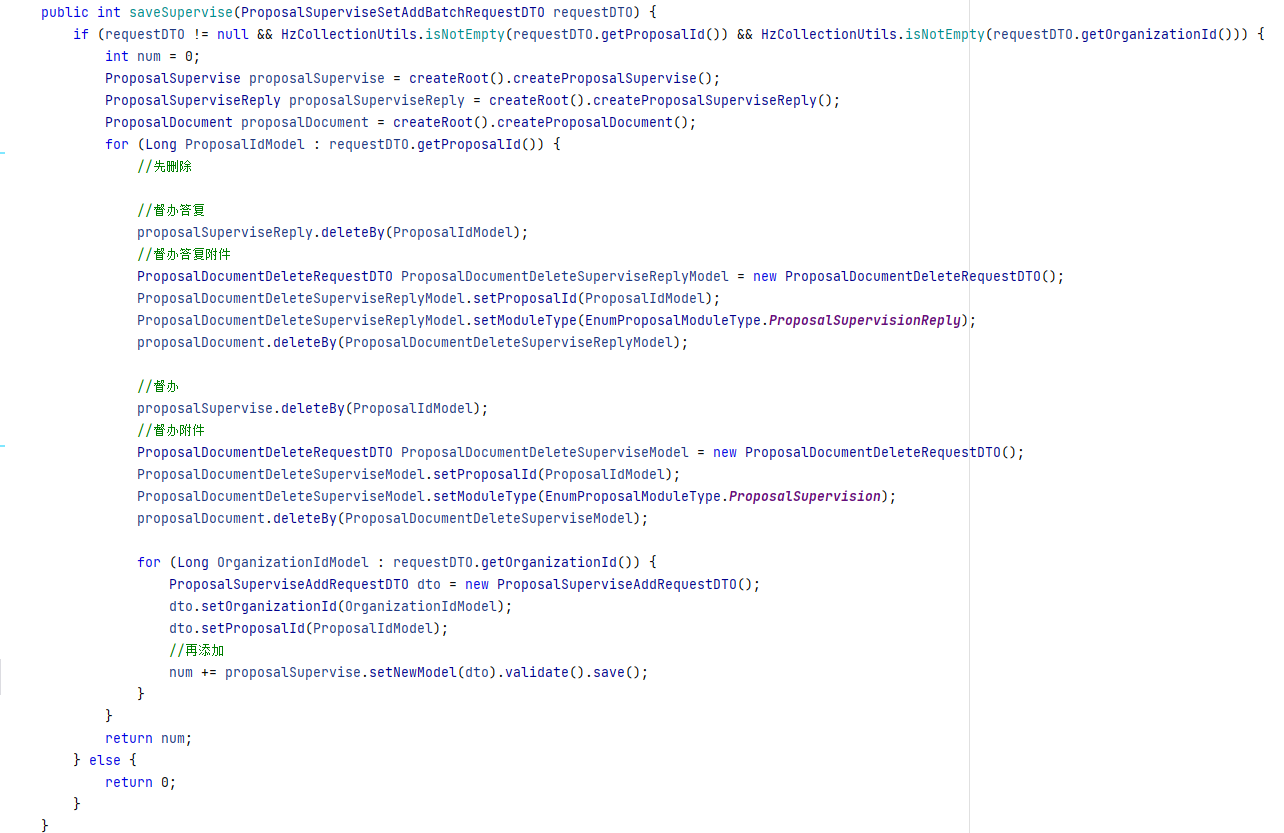 public int saveSupervise(ProposalSuperviseSetAddBatchRequestDTO requestDTO) {
if (requestDTO != null && HzCollectionUtils.isNotEmpty(requestDTO.getProposalId()) && HzCollectionUtils.isNotEmpty(requestDTO.getOrganizationId())) {
int num = 0;
ProposalSupervise proposalSupervise = createRoot().createProposalSupervise();
ProposalSuperviseReply proposalSuperviseReply = createRoot().createProposalSuperviseReply();
ProposalDocument proposalDocument = createRoot().createProposalDocument();
for (Long ProposalIdModel : requestDTO.getProposalId()) {
//先删除
//督办答复
proposalSuperviseReply.deleteBy(ProposalIdModel);
//督办答复附件
ProposalDocumentDeleteRequestDTO ProposalDocumentDeleteSuperviseReplyModel = new ProposalDocumentDeleteRequestDTO();
ProposalDocumentDeleteSuperviseReplyModel.setProposalId(ProposalIdModel);
ProposalDocumentDeleteSuperviseReplyModel.setModuleType(EnumProposalModuleType.ProposalSupervisionReply);
proposalDocument.deleteBy(ProposalDocumentDeleteSuperviseReplyModel);
//督办
proposalSupervise.deleteBy(ProposalIdModel);
//督办附件
ProposalDocumentDeleteRequestDTO ProposalDocumentDeleteSuperviseModel = new ProposalDocumentDeleteRequestDTO();
ProposalDocumentDeleteSuperviseModel.setProposalId(ProposalIdModel);
ProposalDocumentDeleteSuperviseModel.setModuleType(EnumProposalModuleType.ProposalSupervision);
proposalDocument.deleteBy(ProposalDocumentDeleteSuperviseModel);
for (Long OrganizationIdModel : requestDTO.getOrganizationId()) {
ProposalSuperviseAddRequestDTO dto = new ProposalSuperviseAddRequestDTO();
dto.setOrganizationId(OrganizationIdModel);
dto.setProposalId(ProposalIdModel);
//再添加
num += proposalSupervise.setNewModel(dto).validate().save();
}
}
return num;
} else {
return 0;
}
}